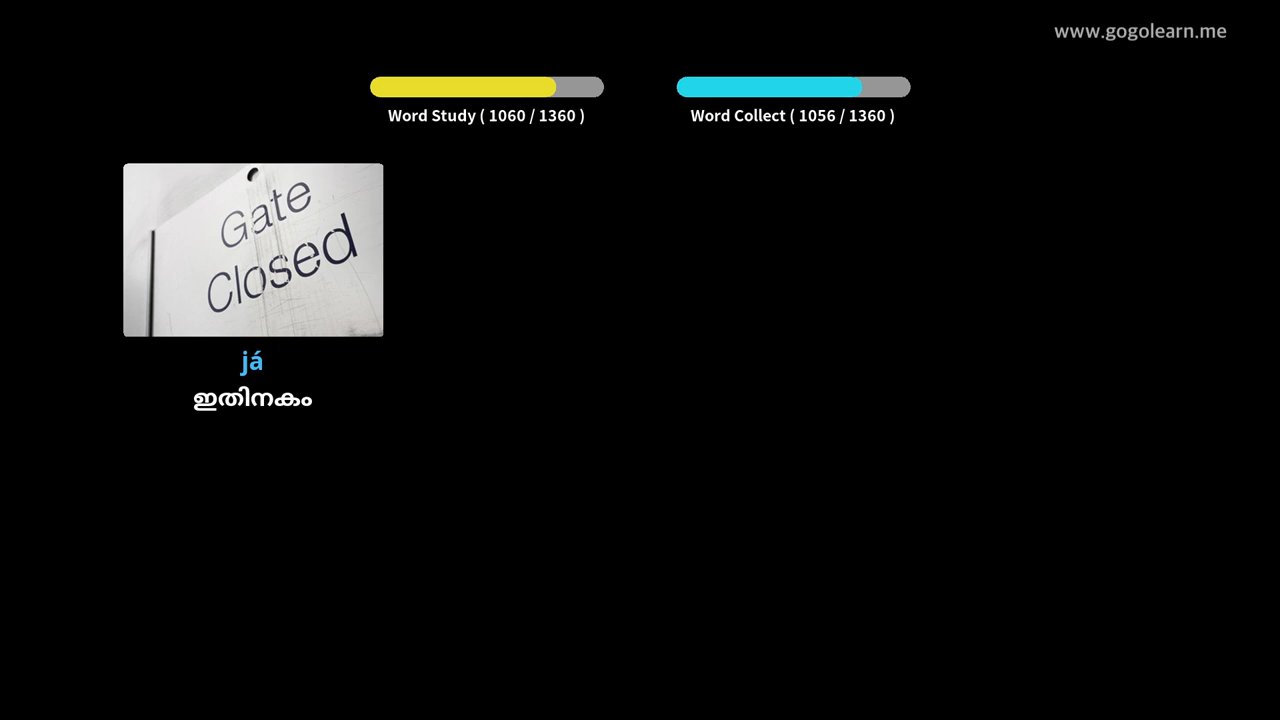 www.gogolearn.me
Word Study ( 1060 / 1360 )
Word Collect ( 1056 / 1360 )
Gate
Closed
já
ഇതിനകം